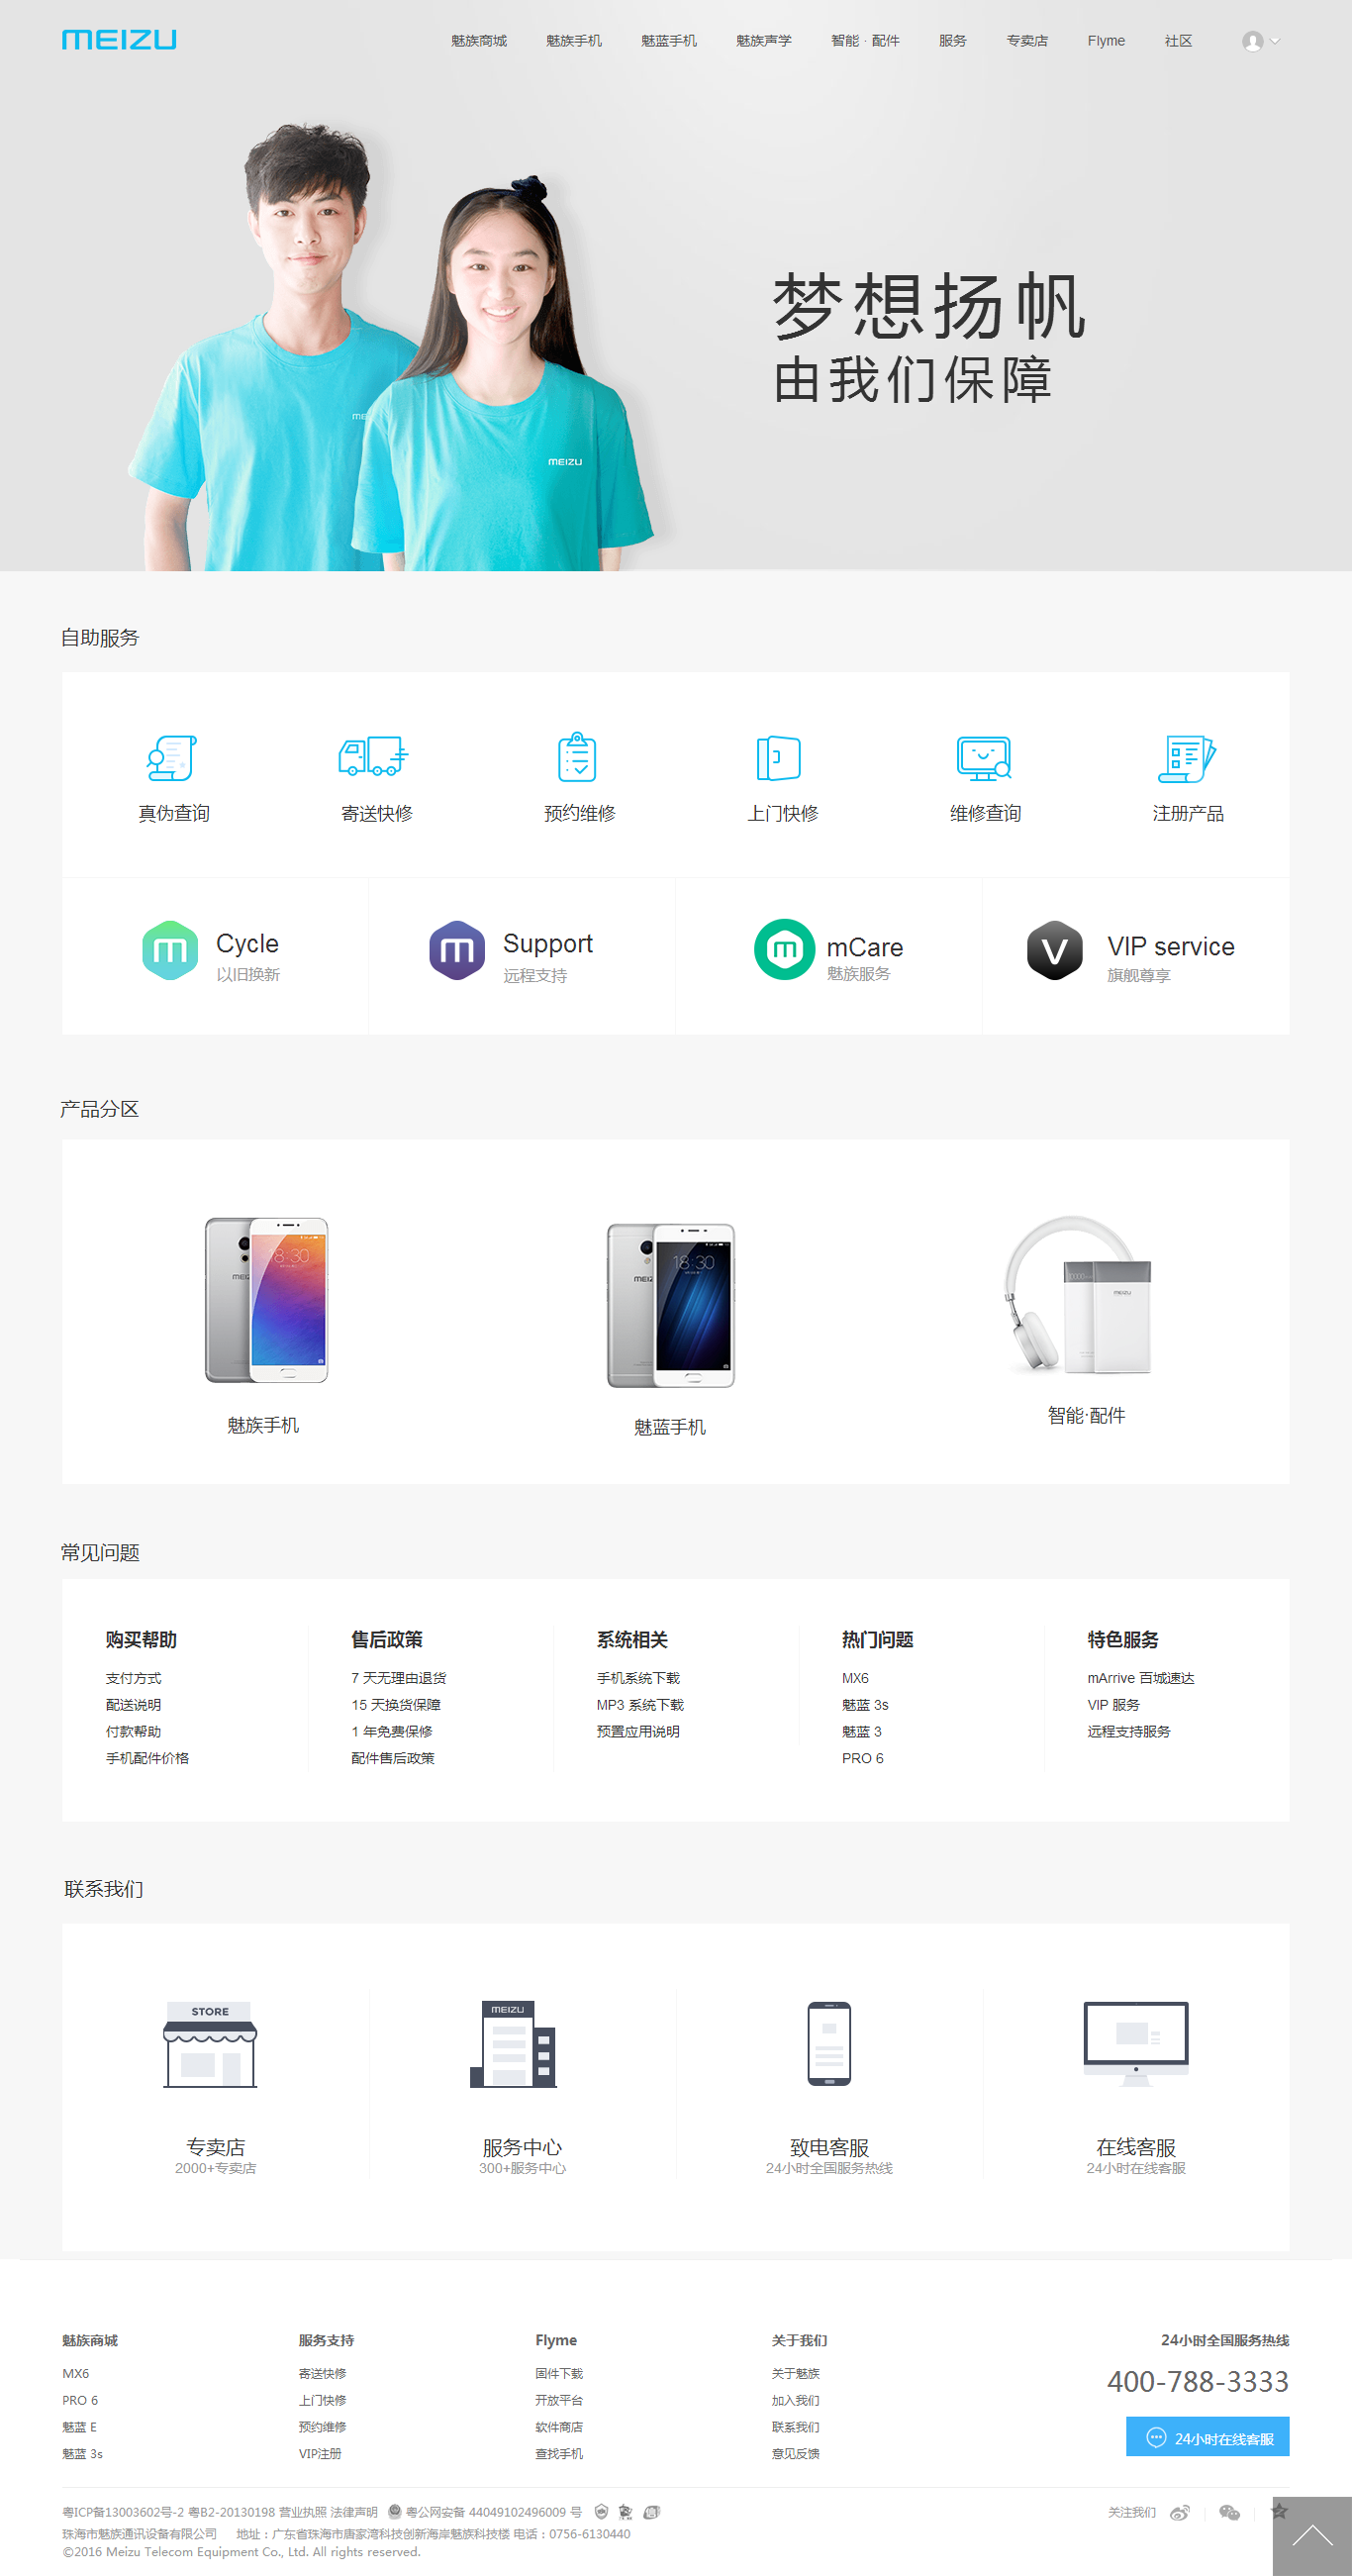 MEIZU 魅族商城 魅族手机 魅蓝手机 魅族声学 智能 · 配件 服务 专卖店 Flyme 社区
梦想扬帆
由我们保障
MEIZU
自助服务
真伪查询 寄送快修 预约维修 上门快修 维修查询 注册产品
Cycle
以旧换新
Support
远程支持
mCare
魅族服务
VIP service
旗舰尊享
产品分区
18:30
18:30
MEIZU
魅族手机
魅蓝手机
智能·配件
常见问题
购买帮助
支付方式
配送说明
付款帮助
手机配件价格
售后政策
7 天无理由退货
15 天换货保障
1 年免费保修
配件售后政策
系统相关
手机系统下载
MP3 系统下载
预置应用说明
热门问题
MX6
魅蓝 3s
魅蓝 3
PRO 6
特色服务
mArrive 百城速达
VIP 服务
远程支持服务
联系我们
STORE
专卖店
2000+专卖店
MEIZU
服务中心
300+服务中心
致电客服
24小时全国服务热线
在线客服
24小时在线客服
魅族商城
MX6
PRO 6
魅蓝 E
魅蓝 3s
服务支持
寄送快修
上门快修
预约维修
VIP注册
Flyme
固件下载
开放平台
软件商店
查找手机
关于我们
关于魅族
加入我们
联系我们
意见反馈
24小时全国服务热线
400-788-3333
24小时在线客服
粤ICP备13003602号-2 粤B2-20130198 营业执照 法律声明 粤公网安备 44049102496009 号 关注我们
珠海市魅族通讯设备有限公司 地址：广东省珠海市唐家湾科技创新海岸魅族科技楼 电话：0756-6130440
©2016 Meizu Telecom Equipment Co., Ltd. All rights reserved.